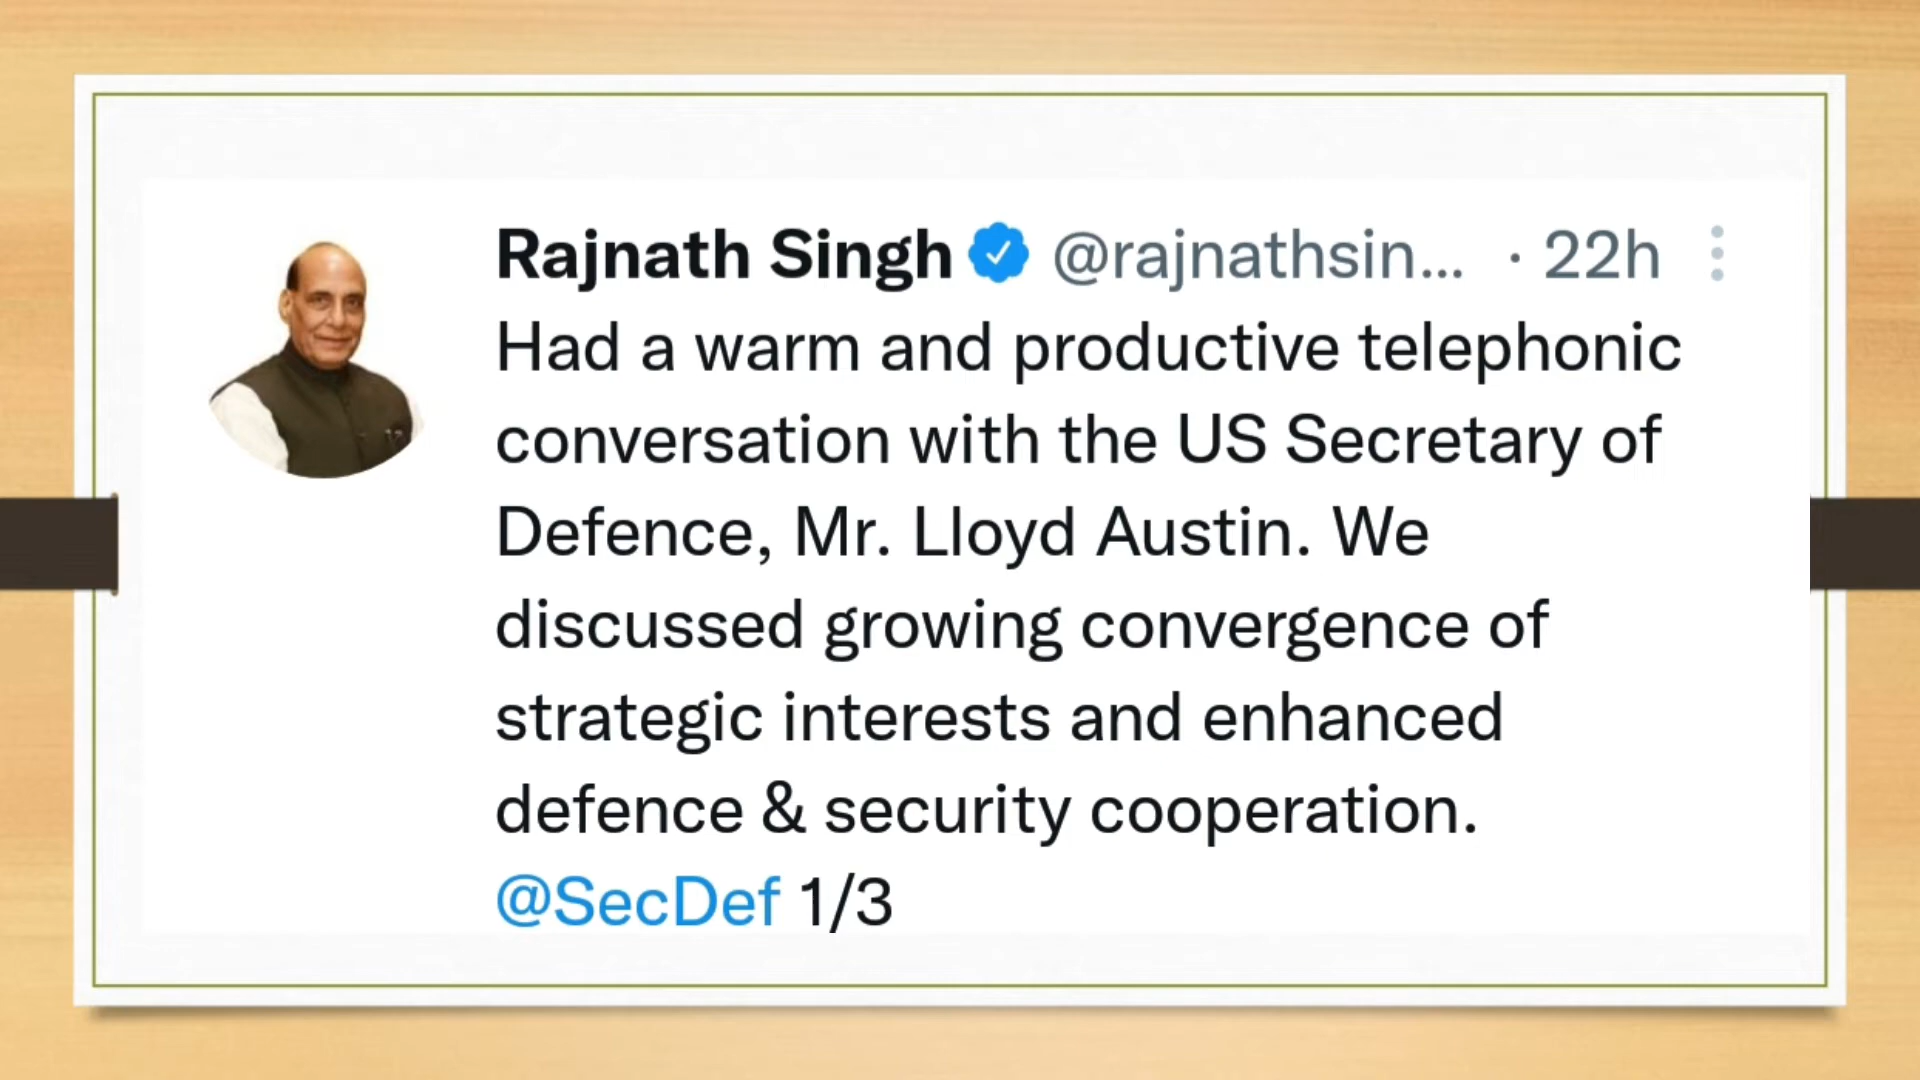 Rajnath Singh @rajnathsin... · 22h
Had a warm and productive telephonic
conversation with the US Secretary of
Defence, Mr. Lloyd Austin. We
discussed growing convergence of
strategic interests and enhanced
defence & security cooperation.
@SecDef 1/3